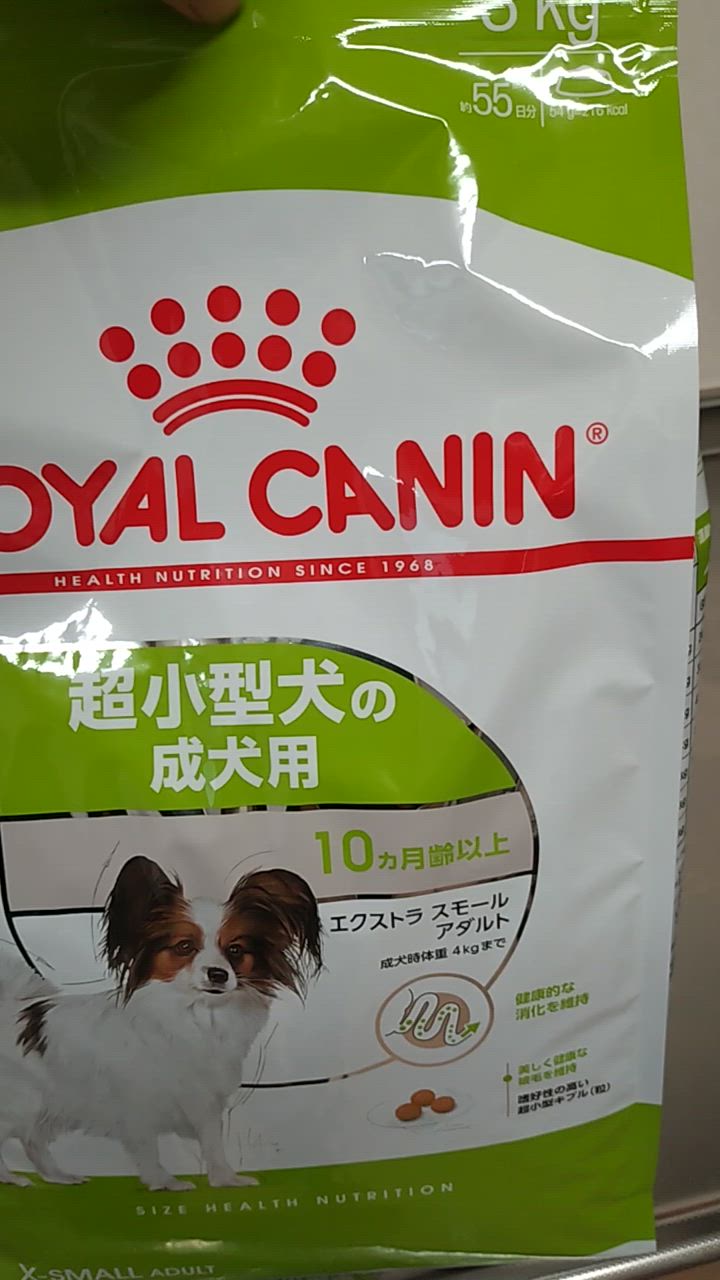 kg
約55日分 54g=216 kcal
OYAL CANIN®
HEALTH NUTRITION SINCE 1968
超小型犬の
成犬用
10ヵ月齢以上
エクストラ スモール
アダルト
成犬時体重 4kgまで
健康的な
消化を維持
美しく健康な
被毛を維持
嗜好性の高い
超小型キブル(粒)
SIZE HEALTH NUTRITION
X-SMALL ADULT